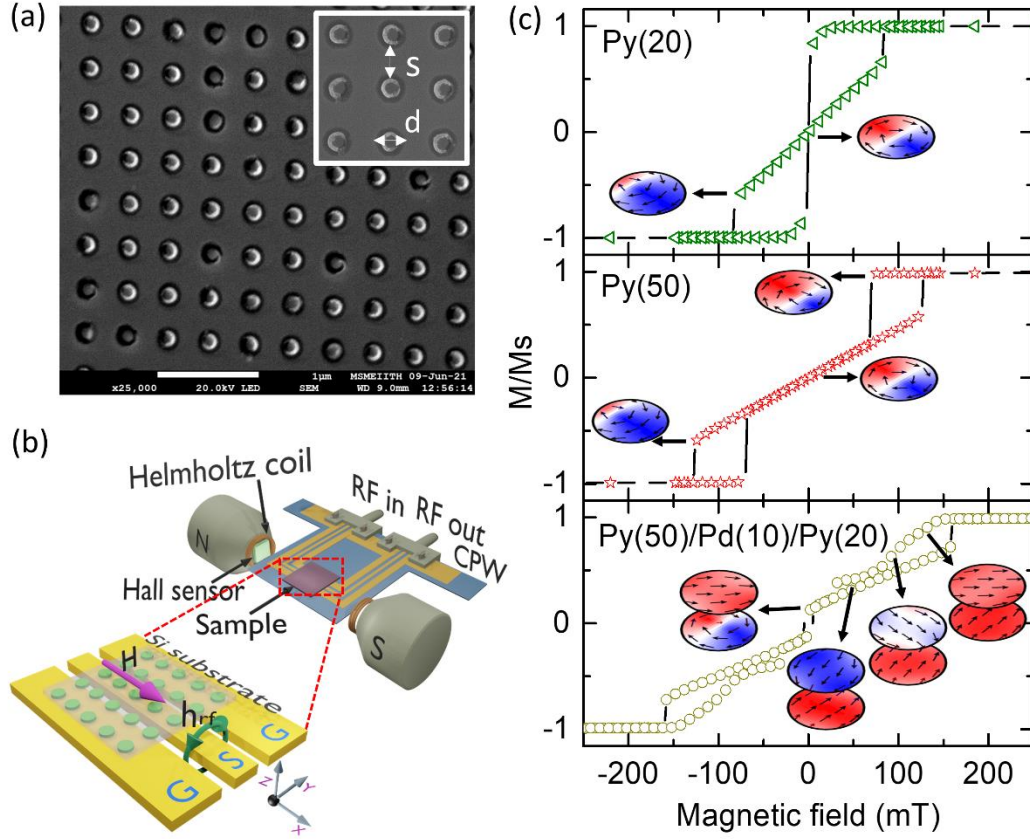 (a)
S
d
1µm MSMEIITH 09-Jun-21
x25,000 20.0kV LED SEM WD 9.0mm 12:56:14
(b)
Helmholtz coil
RF in RF out
CPW
N
Hall sensor
Sample
S
Si substrate
H
hrf
G
S
G
Z
Y
X
(c)
Py(20)
1
0
-1
Py(50)
1
0
-1
M/Ms
Py(50)/Pd(10)/Py(20)
1
0
-1
-200 -100 0 100 200
Magnetic field (mT)